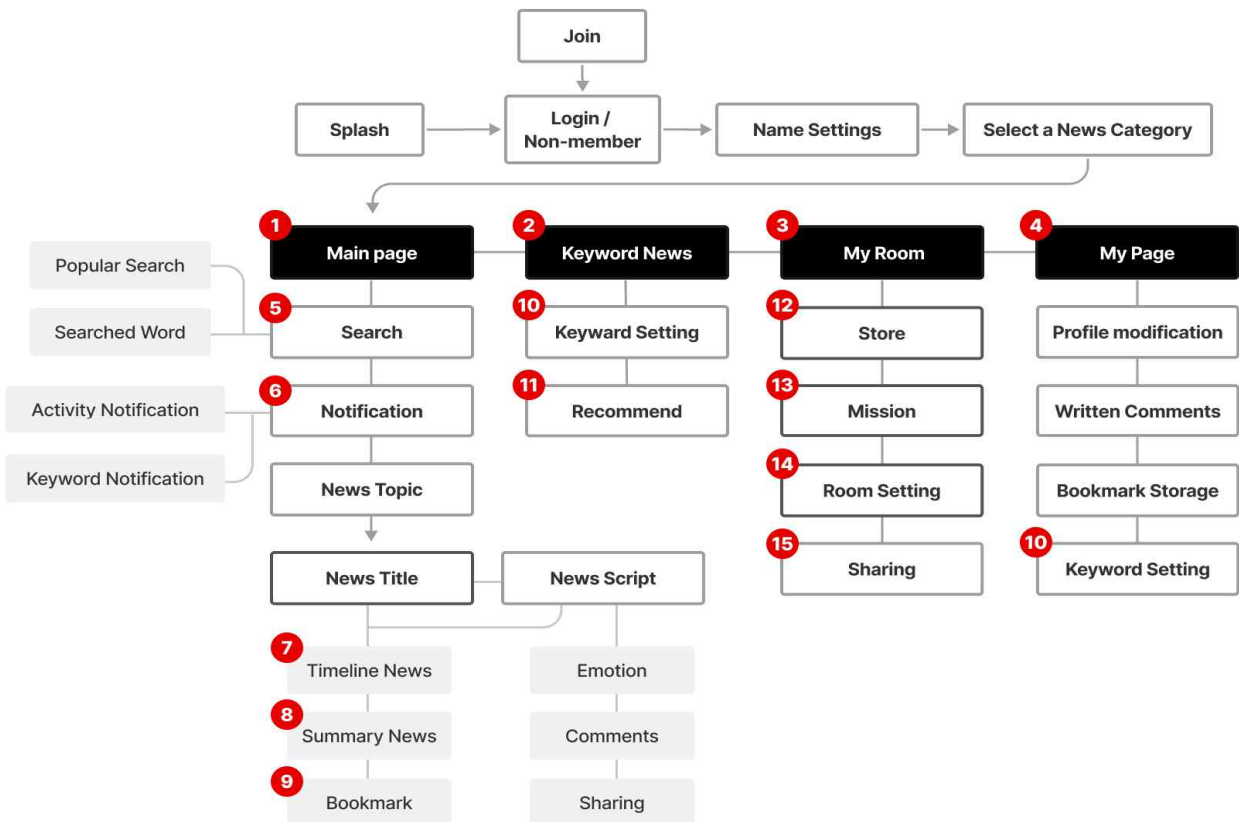 Join
Splash
Login /
Non-member
Name Settings
Select a News Category
1
Main page
2
Keyword News
3
My Room
4
My Page
Popular Search
Searched Word
5
Search
10
Keyward Setting
12
Store
Profile modification
Activity Notification
Keyword Notification
6
Notification
11
Recommend
13
Mission
Written Comments
News Topic
14
Room Setting
Bookmark Storage
News Title
News Script
15
Sharing
10
Keyword Setting
7
Timeline News
Emotion
8
Summary News
Comments
9
Bookmark
Sharing